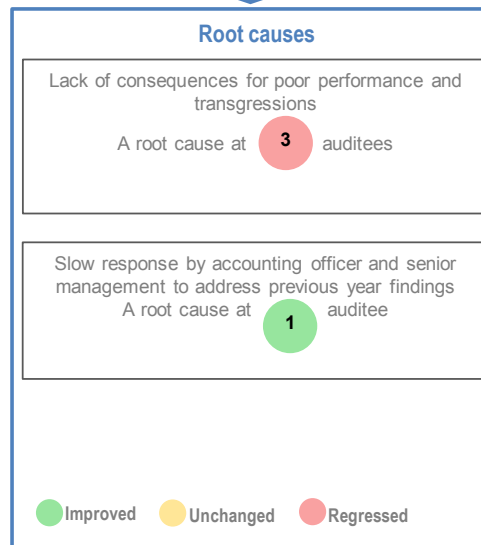 Root causes
Lack of consequences for poor performance and
transgressions
A root cause at 3 auditees
Slow response by accounting officer and senior
management to address previous year findings
A root cause at 1 auditee
Improved Unchanged Regressed